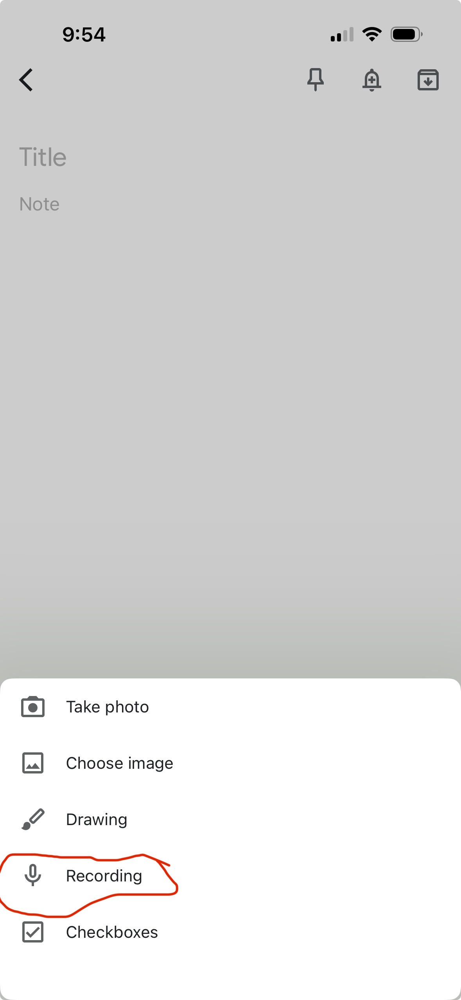 9:54
Title
Note
Take photo
Choose image
Drawing
Recording
Checkboxes